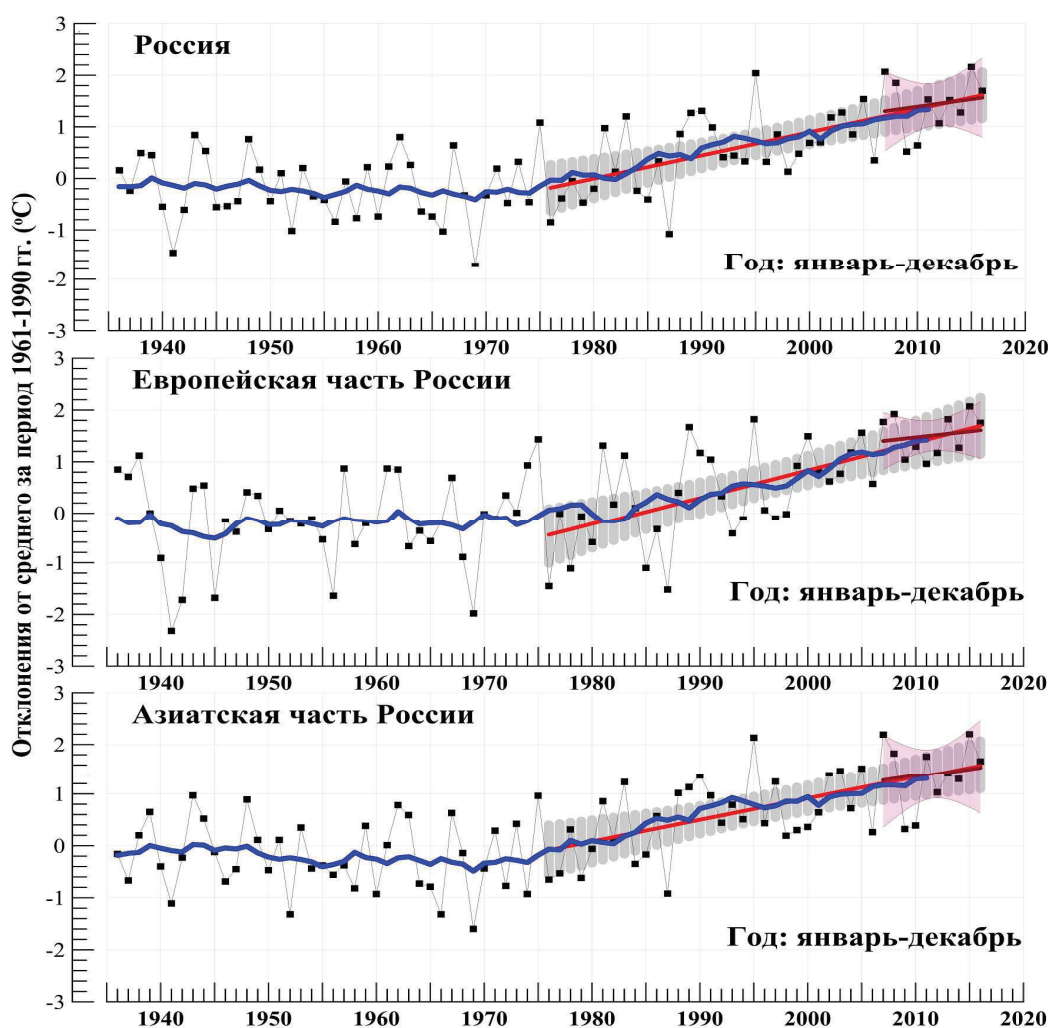 Отклонения от среднего за период 1961-1990 гг. (°C)
Россия
3
2
1
0
-1
-2
-3
Год: январь-декабрь
1940 1950 1960 1970 1980 1990 2000 2010 2020
Европейская часть России
3
2
1
0
-1
-2
-3
Год: январь-декабрь
1940 1950 1960 1970 1980 1990 2000 2010 2020
Азиатская часть России
3
2
1
0
-1
-2
-3
Год: январь-декабрь
1940 1950 1960 1970 1980 1990 2000 2010 2020